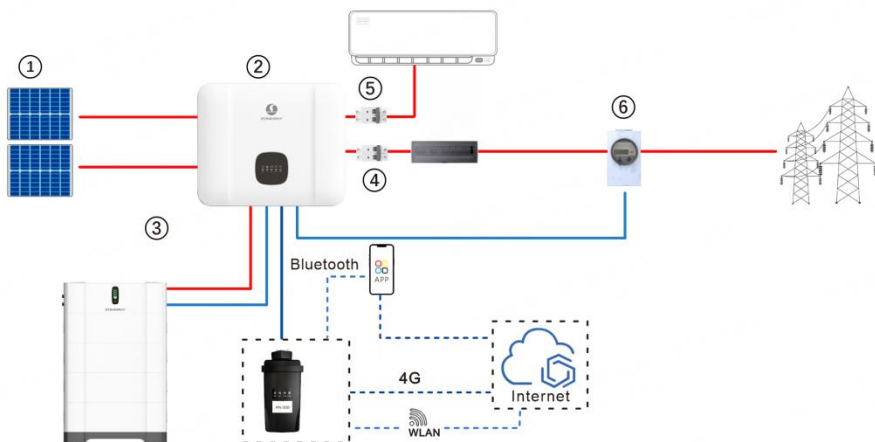 ①
②
⑤
⑥
④
③
Bluetooth
APP
4G
Internet
WLAN